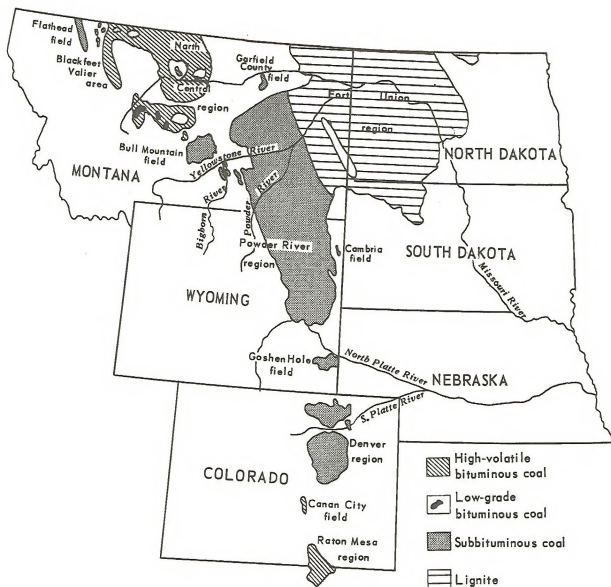 Flathead
field
North
Garfield
County
field
Blackfeet
Valier
area
Central
region
Fort Union
region
Bull Mountain
field
Yellowstone River
MONTANA
NORTH DAKOTA
Bighorn
River
Powder
River
Powder River
region
Cambria
field
SOUTH DAKOTA
Missouri River
WYOMING
Goshen Hole
field
North Platte River
NEBRASKA
S. Platte
River
Denver
region
COLORADO
Canan City
field
Raton Mesa
region
High-volatile
bituminous coal
Low-grade
bituminous coal
Subbituminous coal
Lignite